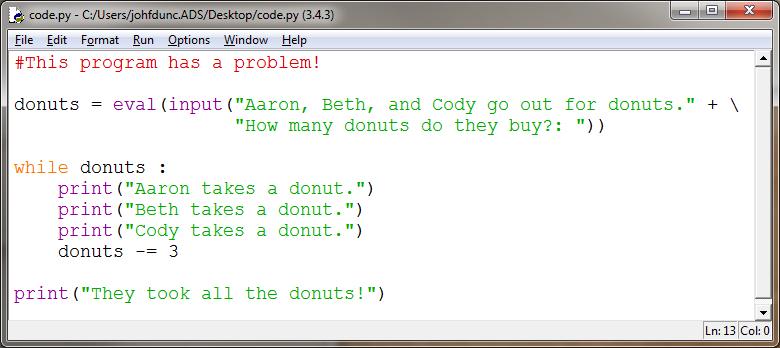 code.py - C:/Users/johfdunc.ADS/Desktop/code.py (3.4.3)
File Edit Format Run Options Window Help
#This program has a problem!
donuts = eval(input("Aaron, Beth, and Cody go out for donuts." + \
"How many donuts do they buy?: "))
while donuts :
print("Aaron takes a donut.")
print("Beth takes a donut.")
print("Cody takes a donut.")
donuts -= 3
print("They took all the donuts!")
Ln: 13 Col: 0